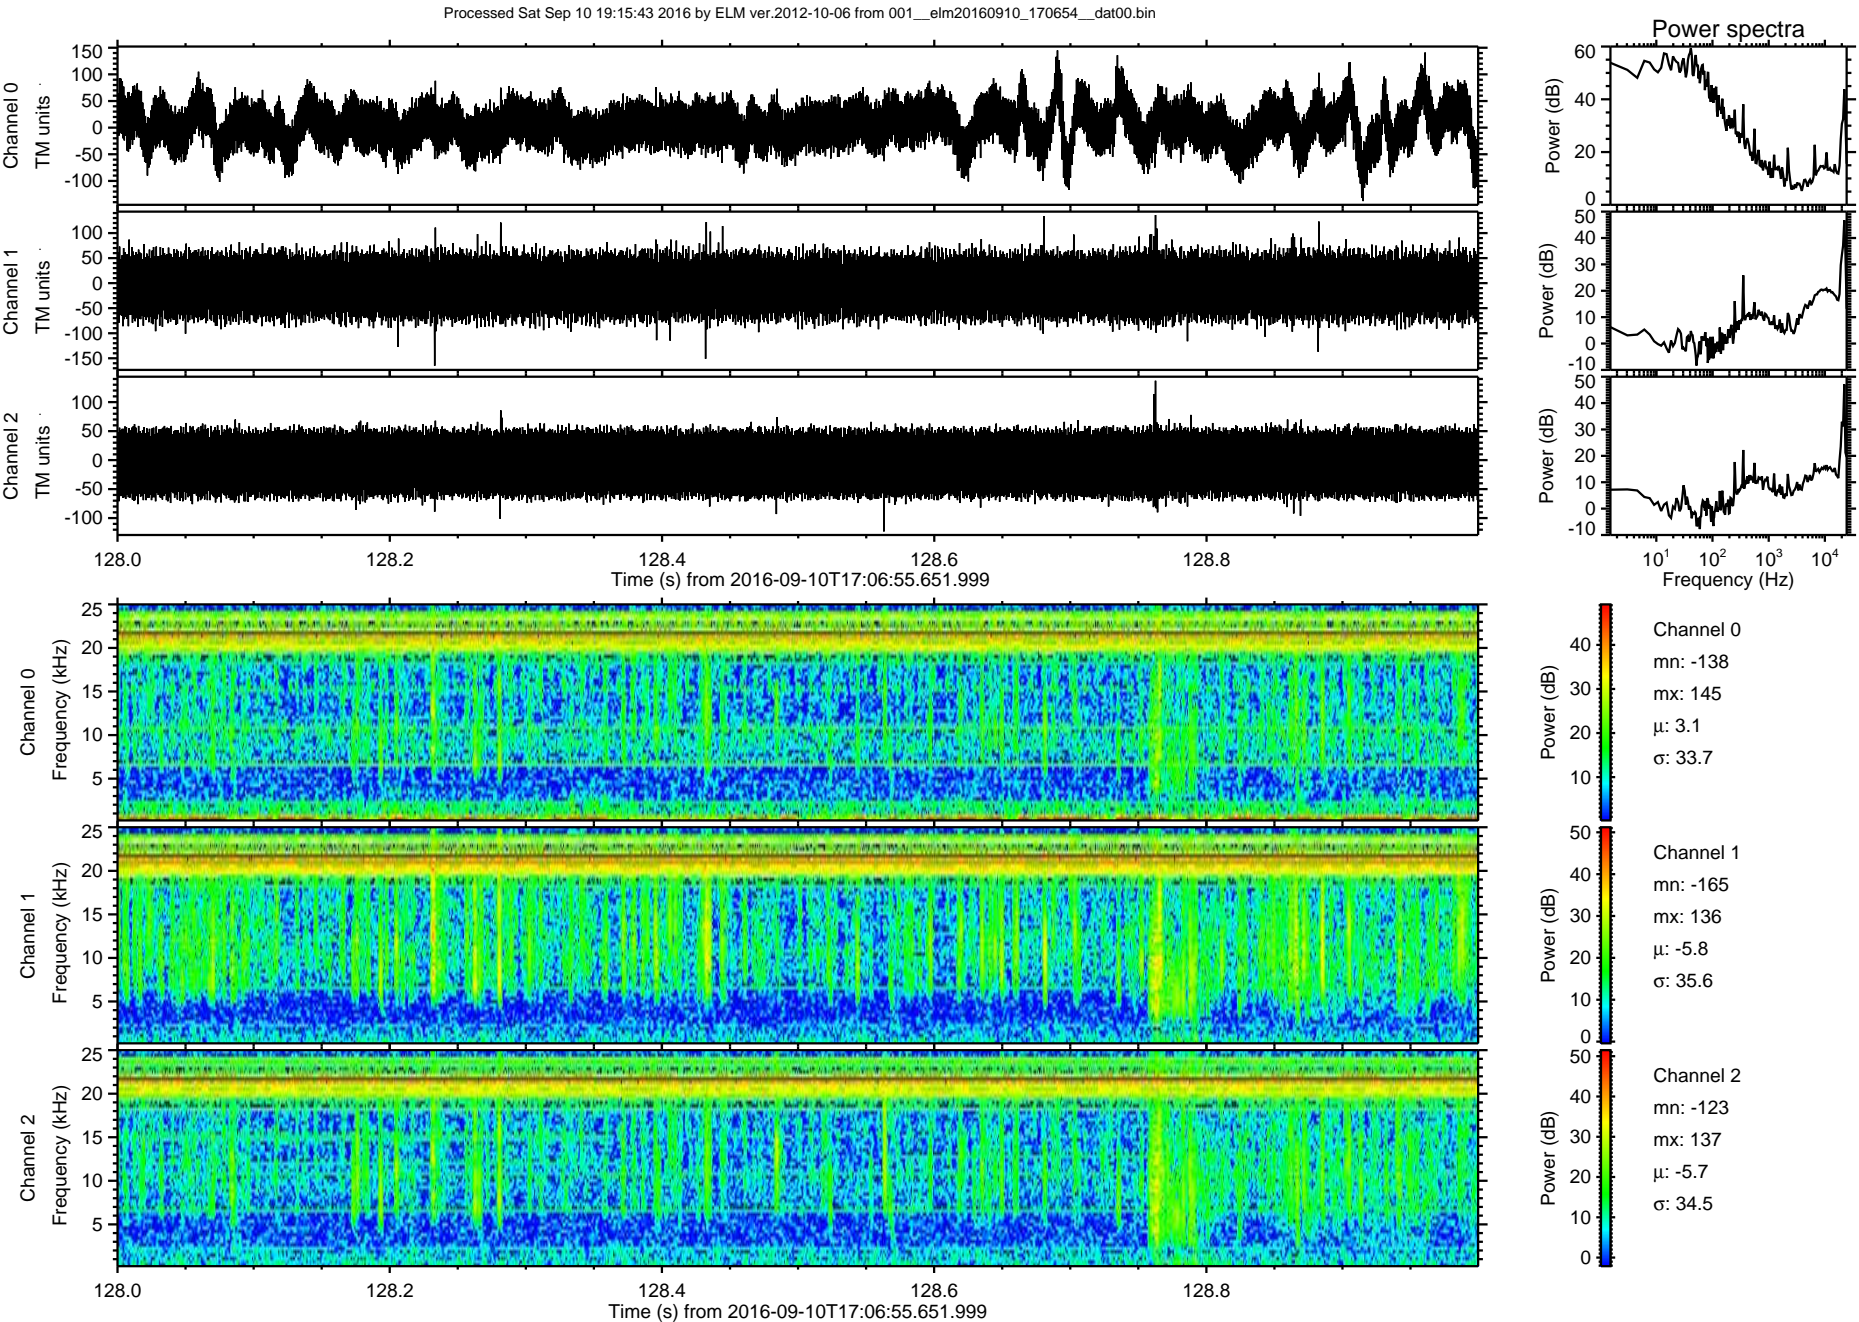 Processed Sat Sep 10 19:15:43 2016 by ELM ver.2012-10-06 from 001__elm20160910_170654__dat00.bin
Power spectra
Channel 0
TM units
150
100
50
0
-50
-100
Power (dB)
60
40
20
0
Channel 1
TM units
100
50
0
-50
-100
-150
Power (dB)
50
40
30
20
10
0
-10
Channel 2
TM units
100
50
0
-50
-100
Power (dB)
50
40
30
20
10
0
-10
128.0 128.2 128.4 128.6 128.8
Time (s) from 2016-09-10T17:06:55.651.999
10¹ 10² 10³ 10⁴
Frequency (Hz)
Channel 0
Frequency (kHz)
25
20
15
10
5
Power (dB)
40
30
20
10
Channel 0
mn: -138
mx: 145
μ: 3.1
σ: 33.7
Channel 1
Frequency (kHz)
25
20
15
10
5
Power (dB)
50
40
30
20
10
0
Channel 1
mn: -165
mx: 136
μ: -5.8
σ: 35.6
Channel 2
Frequency (kHz)
25
20
15
10
5
Power (dB)
50
40
30
20
10
0
Channel 2
mn: -123
mx: 137
μ: -5.7
σ: 34.5
128.0 128.2 128.4 128.6 128.8
Time (s) from 2016-09-10T17:06:55.651.999